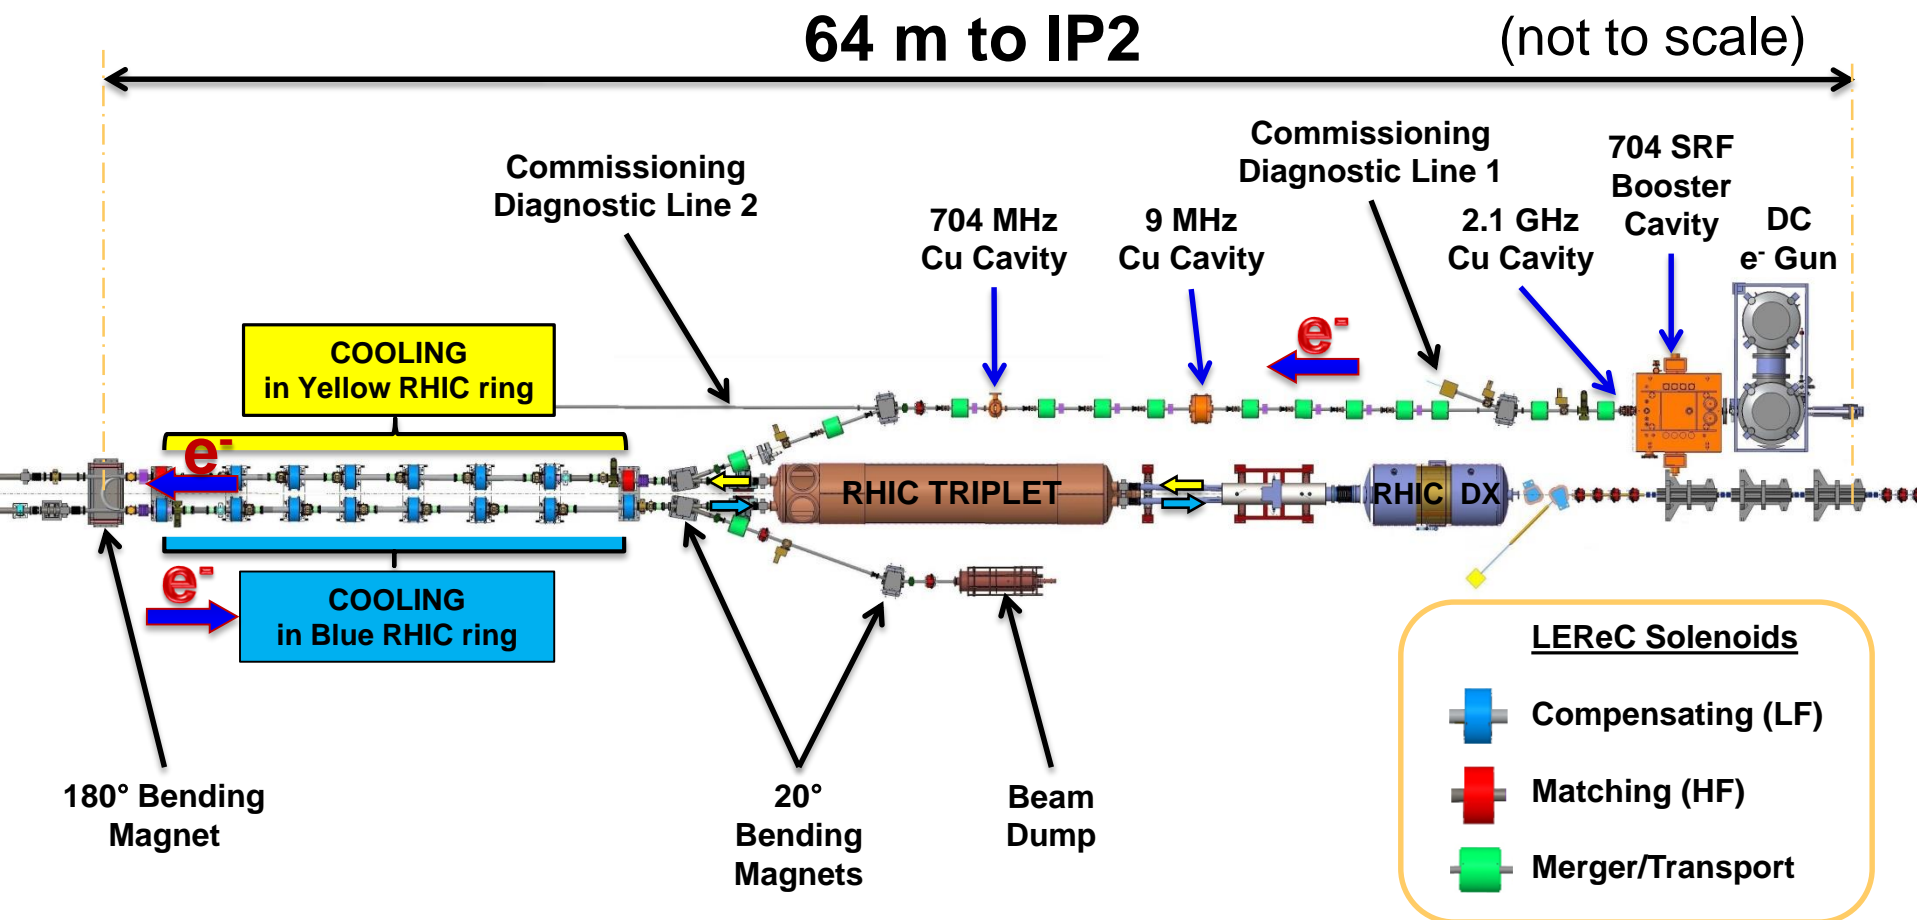 64 m to IP2
(not to scale)
Commissioning
Diagnostic Line 2
704 MHz
Cu Cavity
9 MHz
Cu Cavity
Commissioning
Diagnostic Line 1
2.1 GHz
Cu Cavity
704 SRF
Booster
Cavity
DC
e- Gun
e-
COOLING
in Yellow RHIC ring
e-
RHIC TRIPLET
RHIC DX
e-
COOLING
in Blue RHIC ring
180° Bending
Magnet
20°
Bending
Magnets
Beam
Dump
LEReC Solenoids
Compensating (LF)
Matching (HF)
Merger/Transport